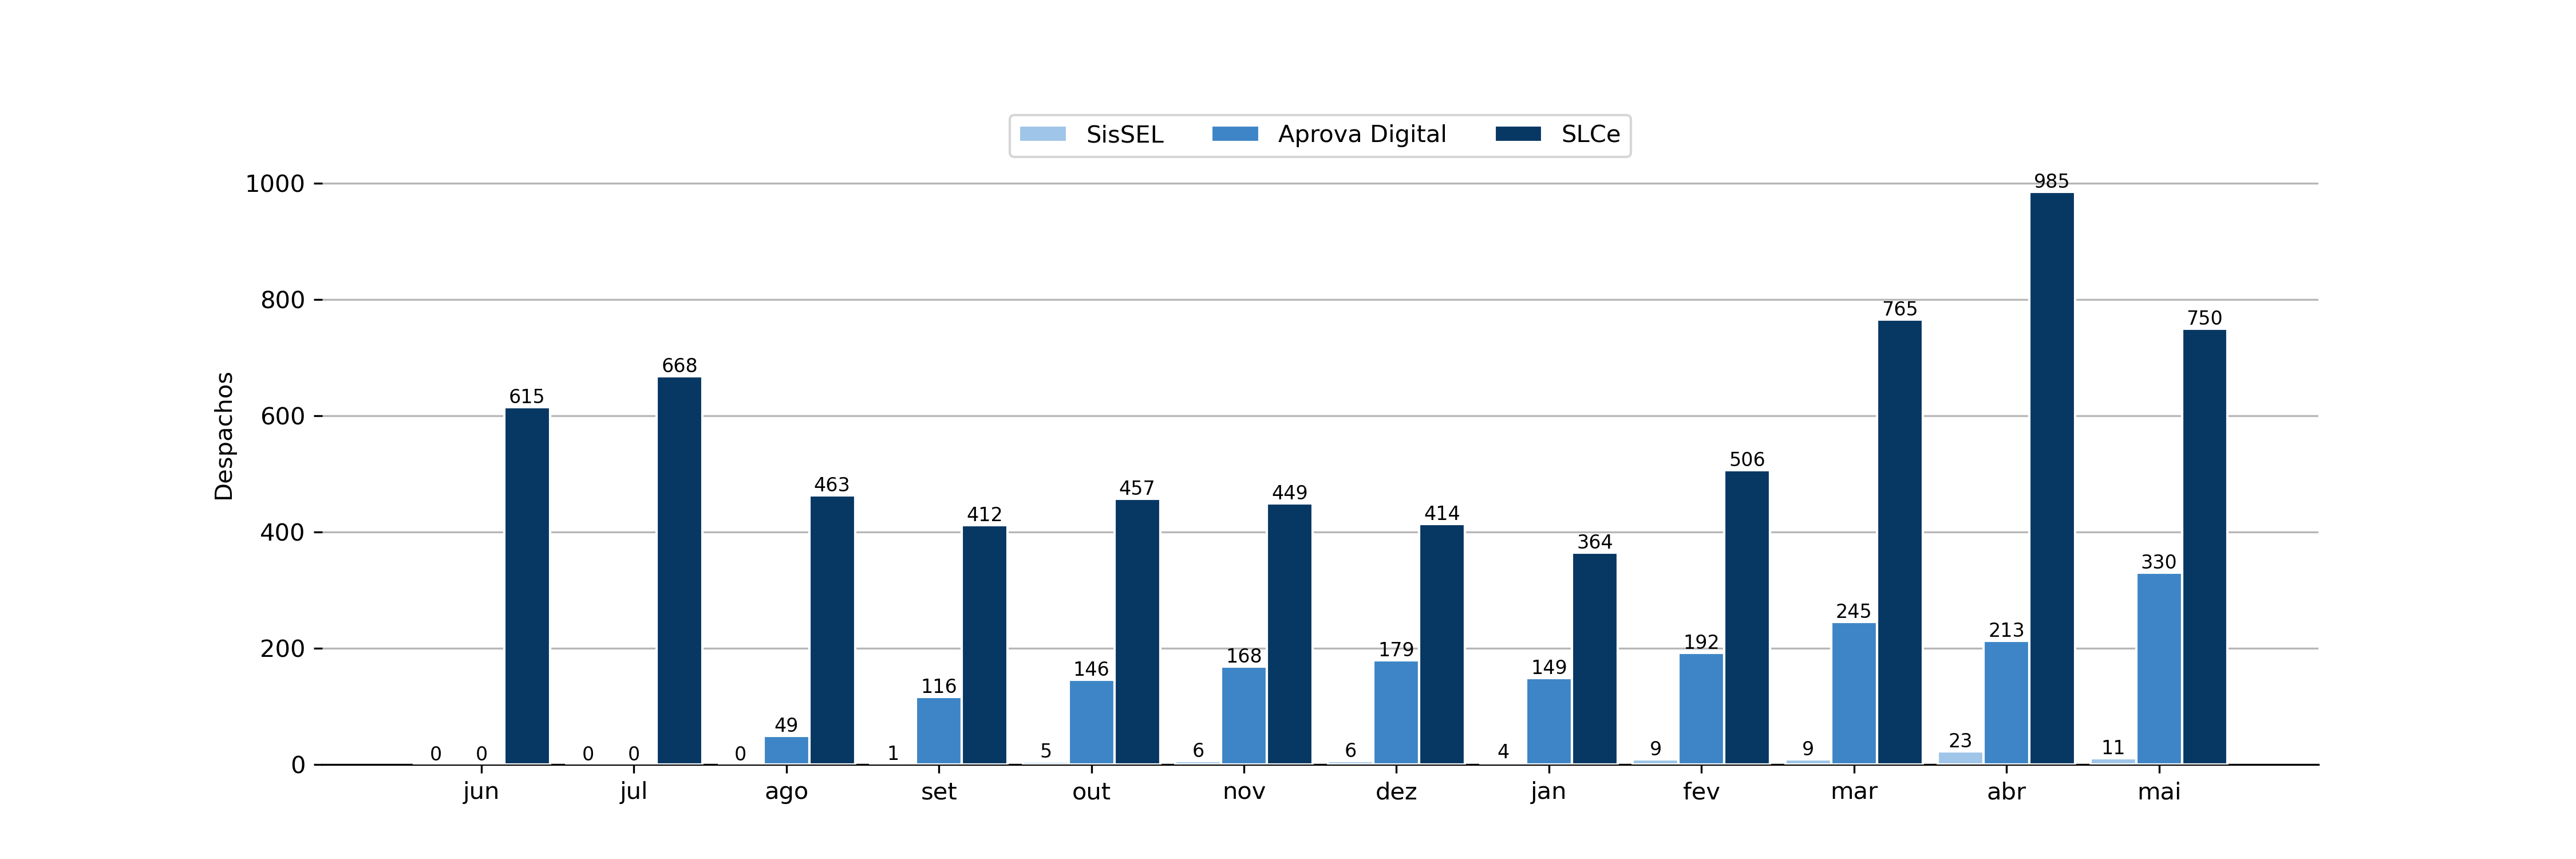 SisSEL Aprova Digital SLCe
1000
800
600
400
200
0
Despachos
0 0 615
0 0 668
0 49 463
1 116 412
5 146 457
6 168 449
6 179 414
4 149 364
9 192 506
9 245 765
23 213 985
11 330 750
jun jul ago set out nov dez jan fev mar abr mai